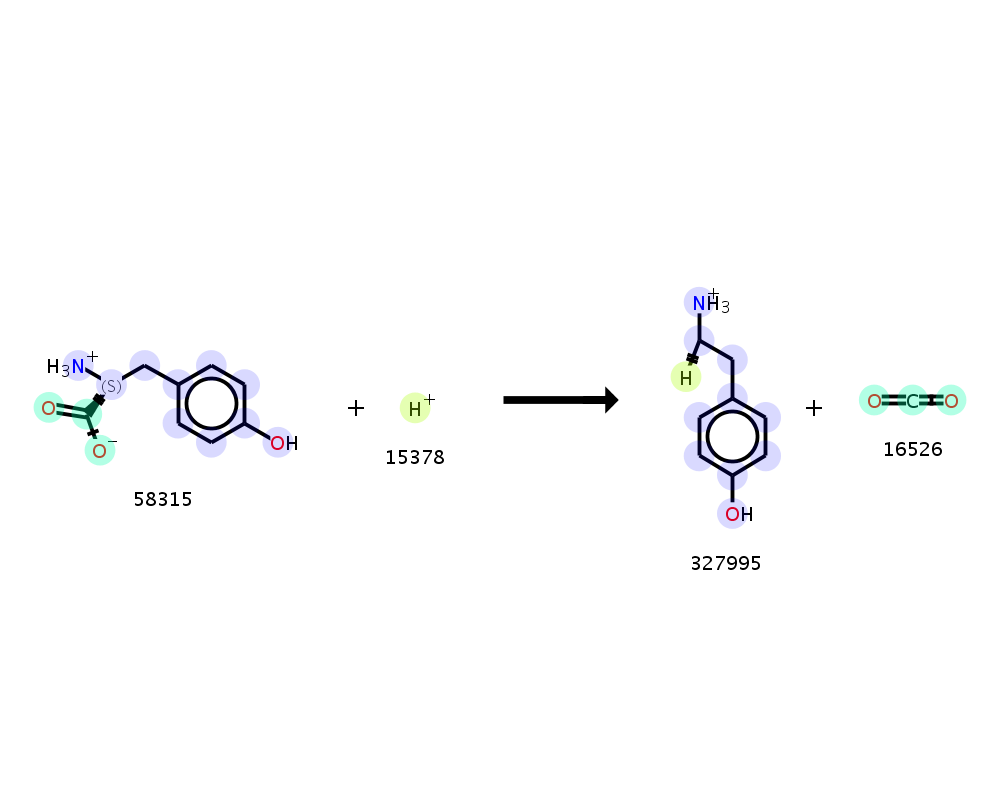 H₃N⁺
(S)
O
O⁻
OH
58315
+
H⁺
15378
NH₃⁺
H
OH
327995
+
O C O
16526